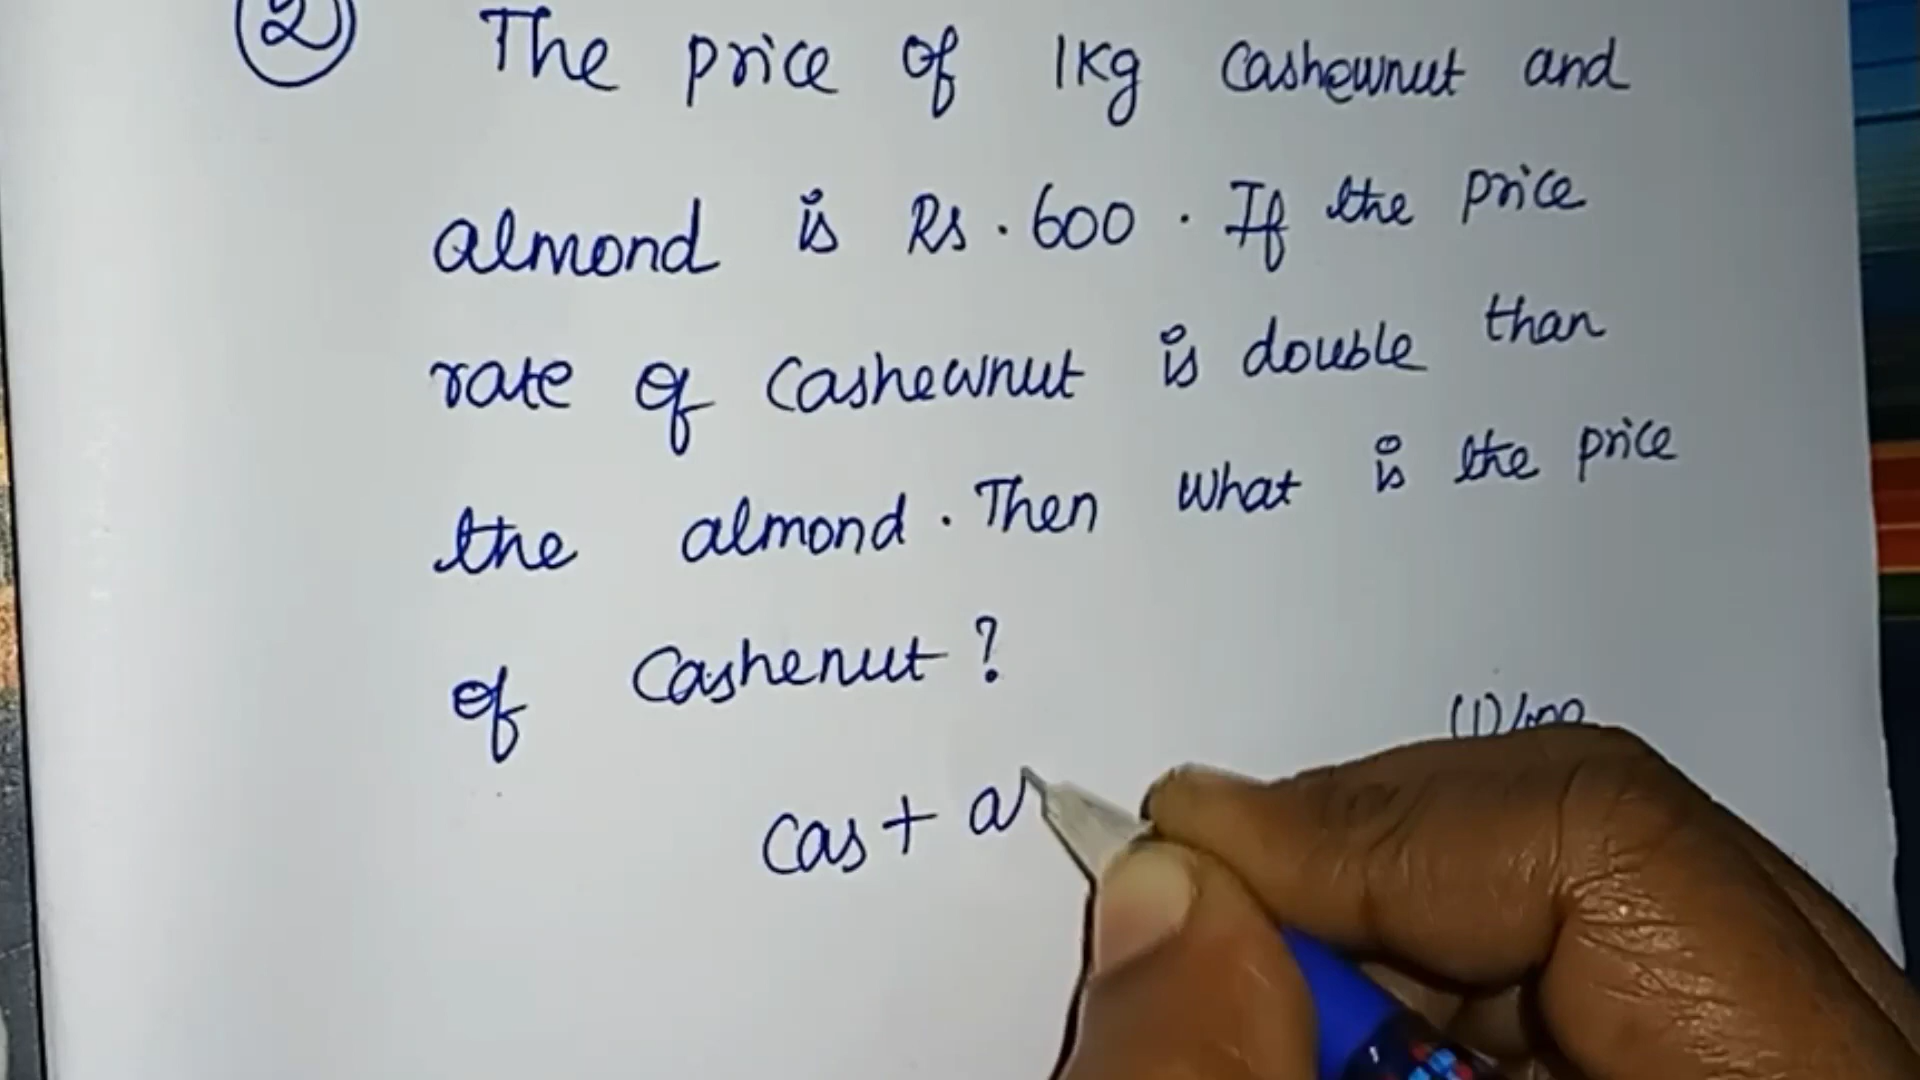 2 The price of 1Kg Cashewnut and
almond is Rs. 600. If the price
rate of Cashewnut is double than
the almond. Then what is the price
of Cashenut?
Cas + a